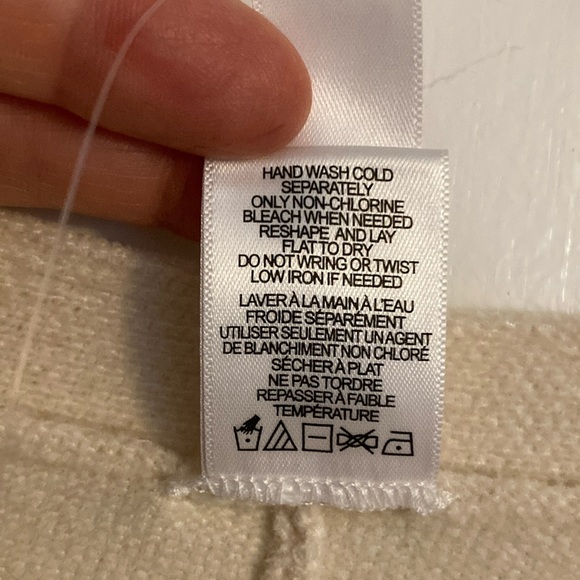 HAND WASH COLD
SEPARATELY
ONLY NON-CHLORINE
BLEACH WHEN NEEDED
RESHAPE AND LAY
FLAT TO DRY
DO NOT WRING OR TWIST
LOW IRON IF NEEDED
LAVER À LA MAIN À L'EAU
FROIDE SÉPARÉMENT
UTILISER SEULEMENT UN AGENT
DE BLANCHIMENT NON CHLORÉ
SÉCHER À PLAT
NE PAS TORDRE
REPASSER À FAIBLE
TEMPÉRATURE